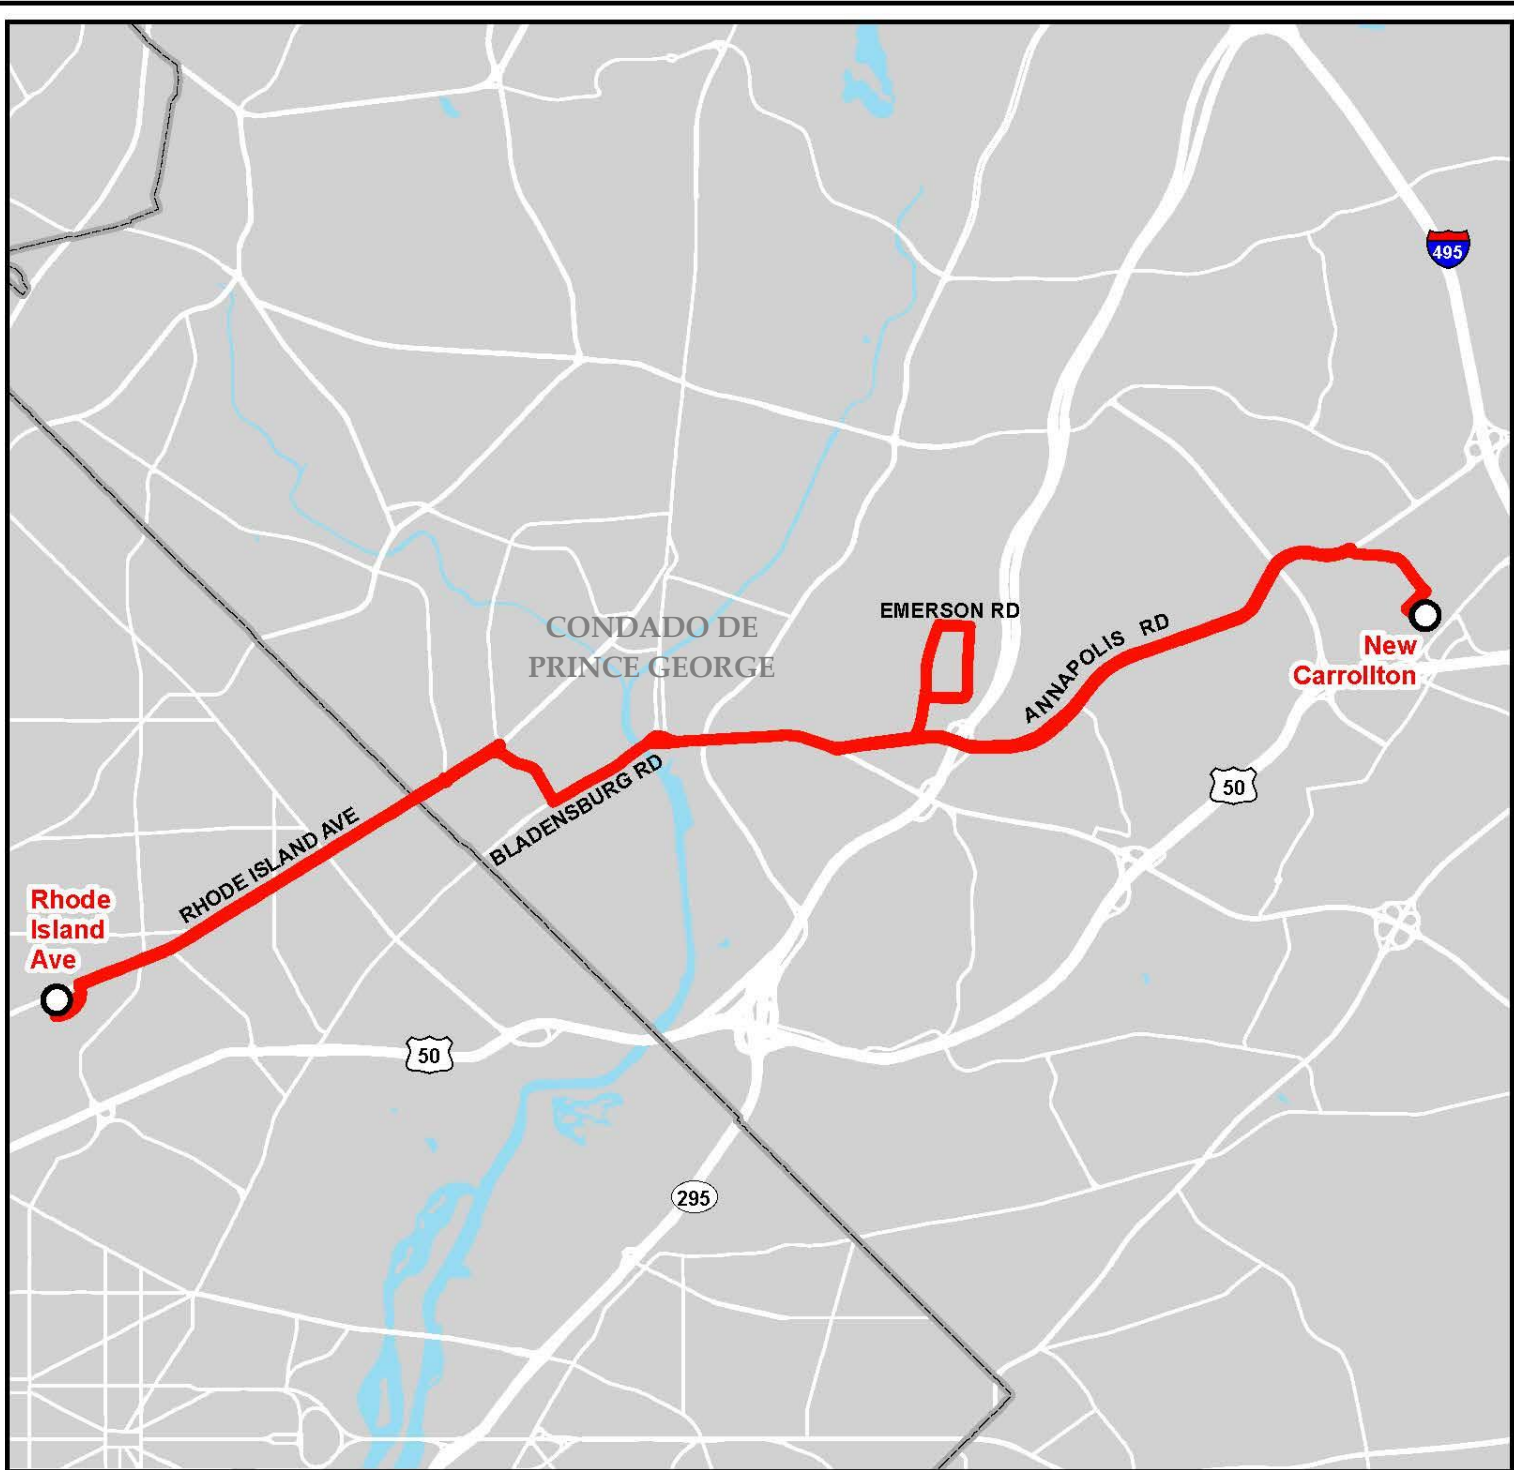 495
EMERSON RD
CONDADO DE
PRINCE GEORGE
ANNAPOLIS RD
New
Carrollton
BLADENSBURG RD
50
RHODE ISLAND AVE
Rhode
Island
Ave
50
295